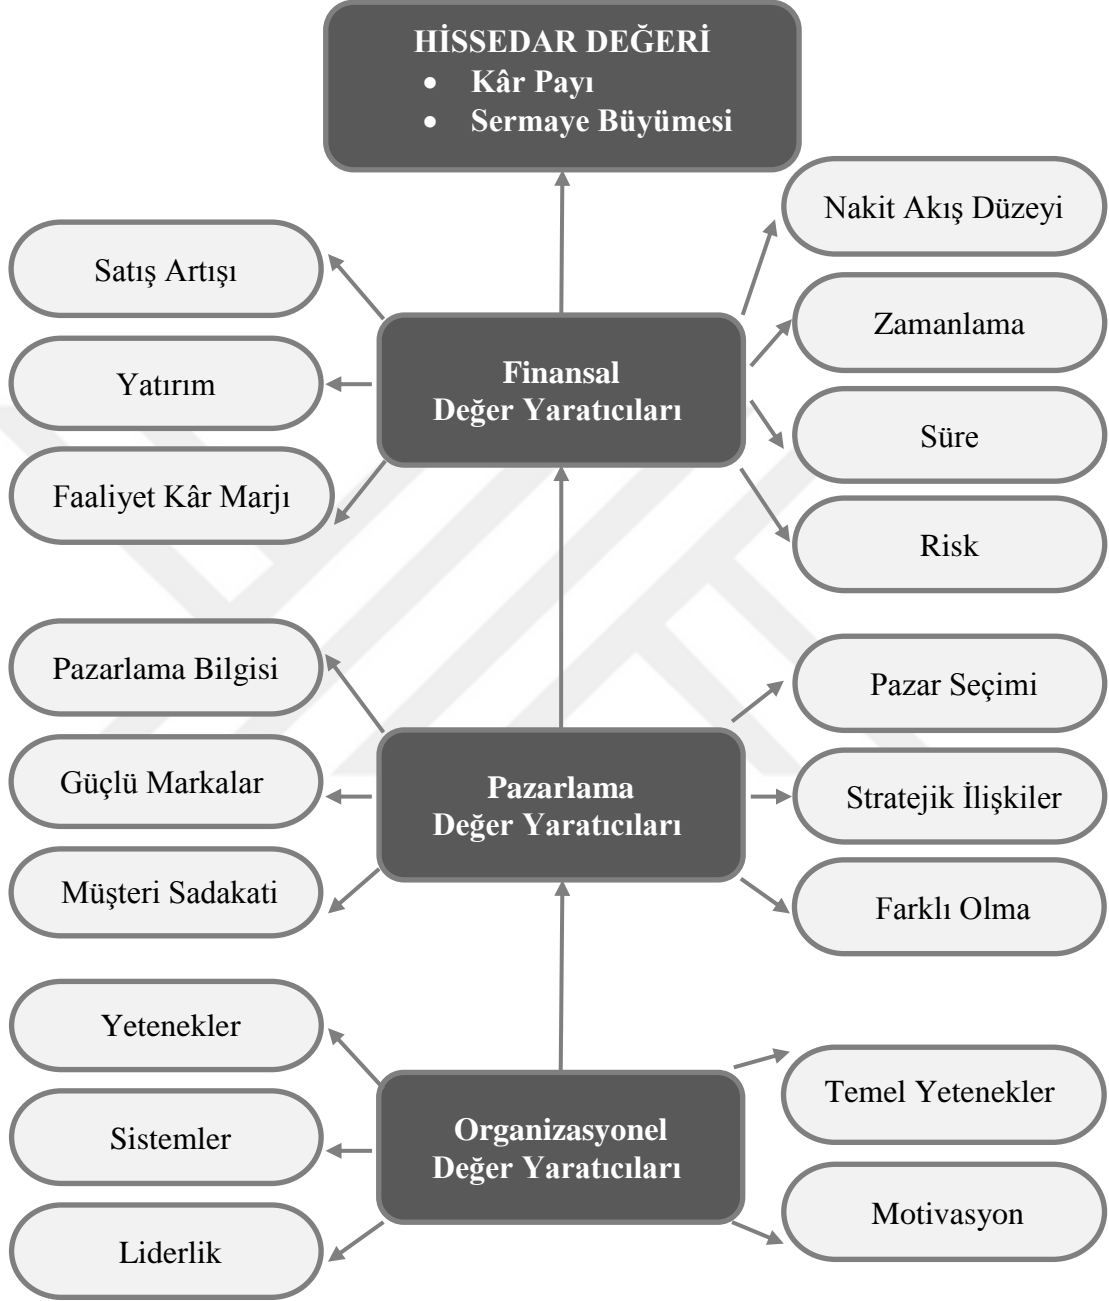 HİSSEDAR DEĞERİ
• Kâr Payı
• Sermaye Büyümesi
Nakit Akış Düzeyi
Satış Artışı
Zamanlama
Finansal
Değer Yaratıcıları
Yatırım
Süre
Faaliyet Kâr Marjı
Risk
Pazarlama Bilgisi
Pazar Seçimi
Güçlü Markalar
Pazarlama
Değer Yaratıcıları
Stratejik İlişkiler
Müşteri Sadakati
Farklı Olma
Yetenekler
Temel Yetenekler
Sistemler
Organizasyonel
Değer Yaratıcıları
Motivasyon
Liderlik